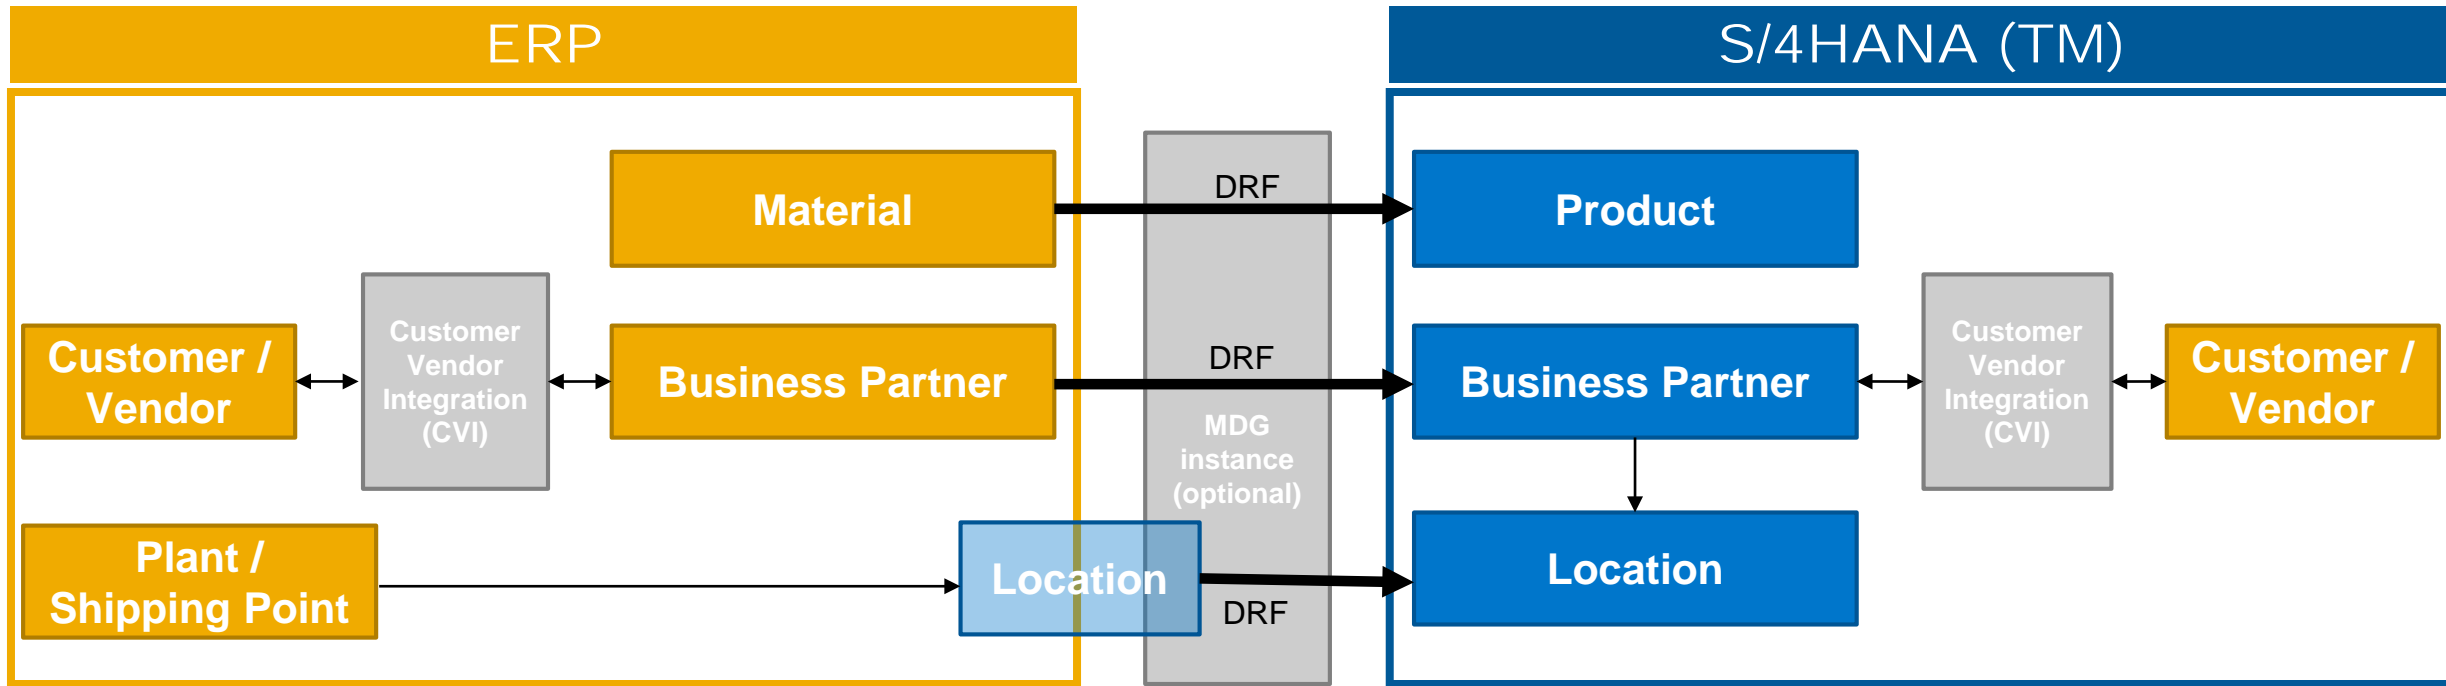 ERP
S/4HANA (TM)
Material
DRF
Product
Customer /
Vendor
Customer
Vendor
Integration
(CVI)
Business Partner
DRF
MDG
instance
(optional)
Business Partner
Customer
Vendor
Integration
(CVI)
Customer /
Vendor
Plant /
Shipping Point
Location
DRF
Location